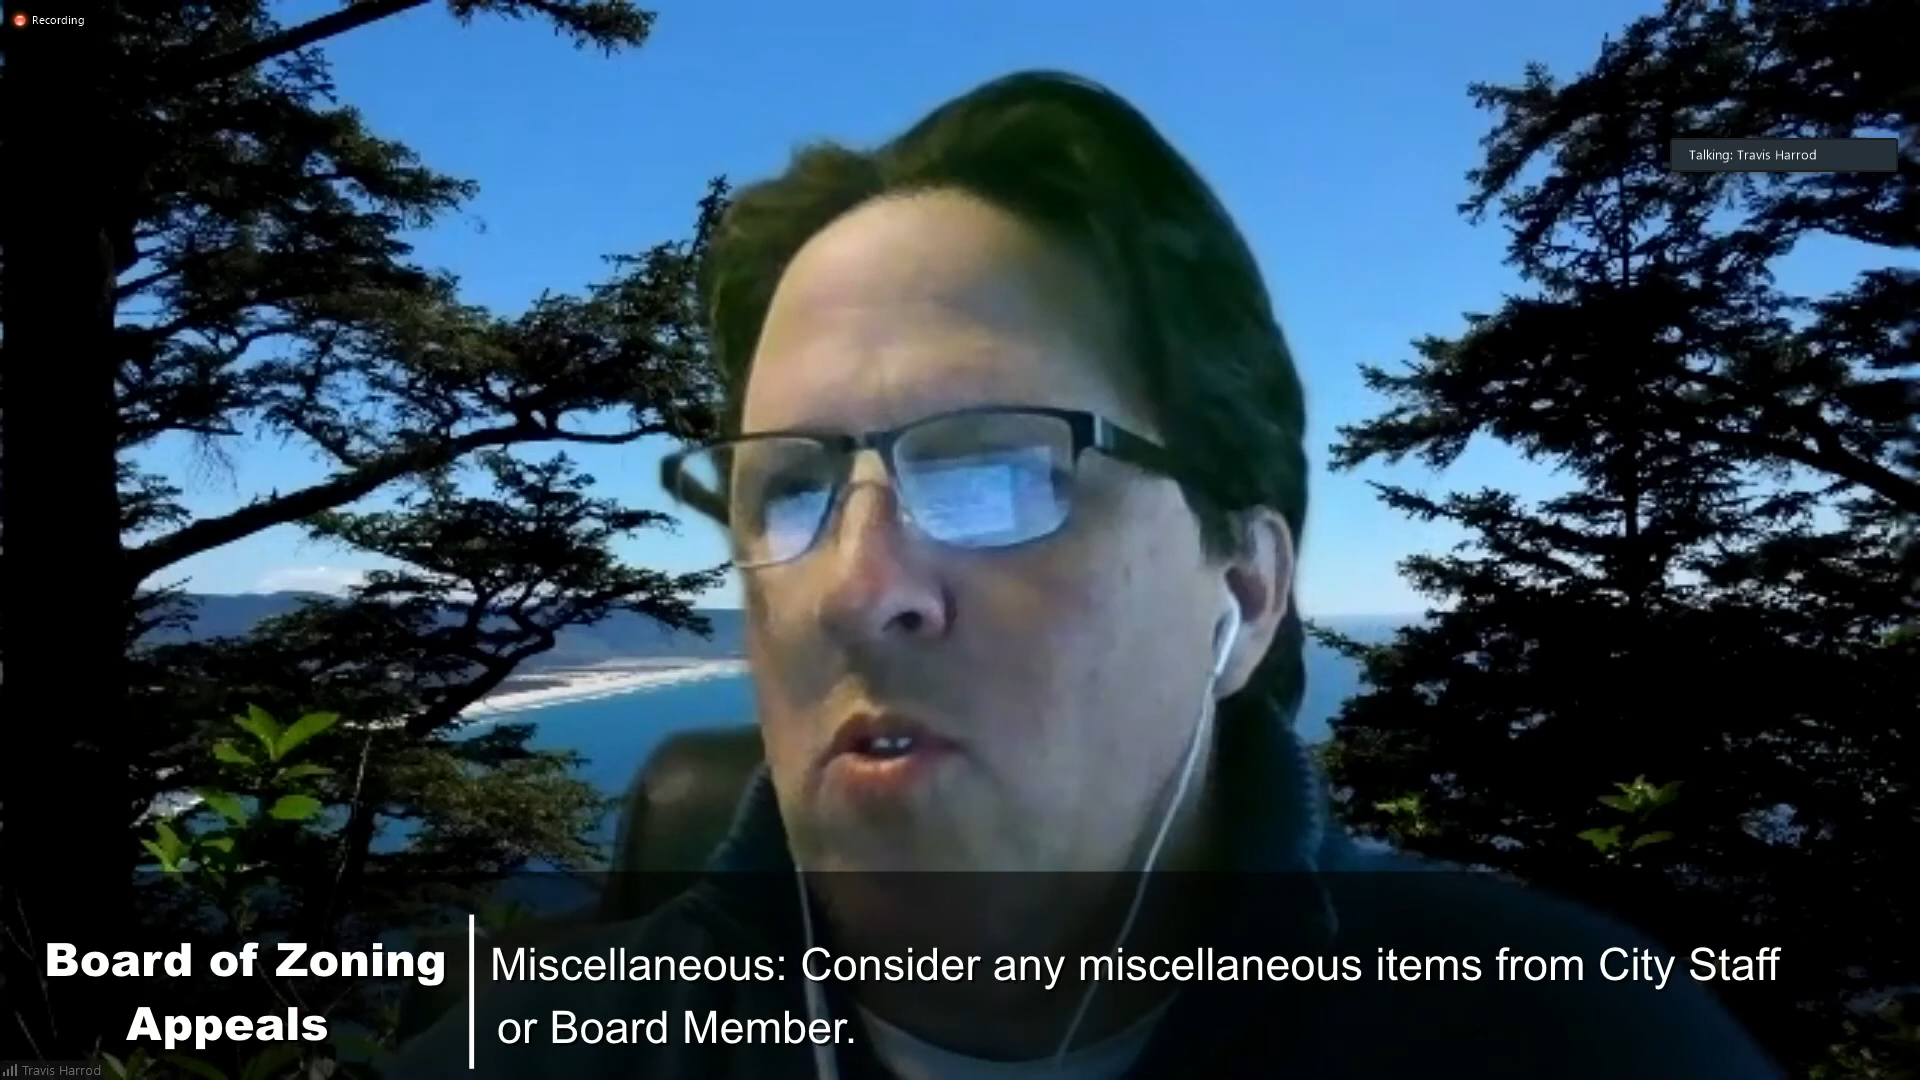 Recording
Talking: Travis Harrod
Board of Zoning
Appeals
Miscellaneous: Consider any miscellaneous items from City Staff
or Board Member.
Travis Harrod